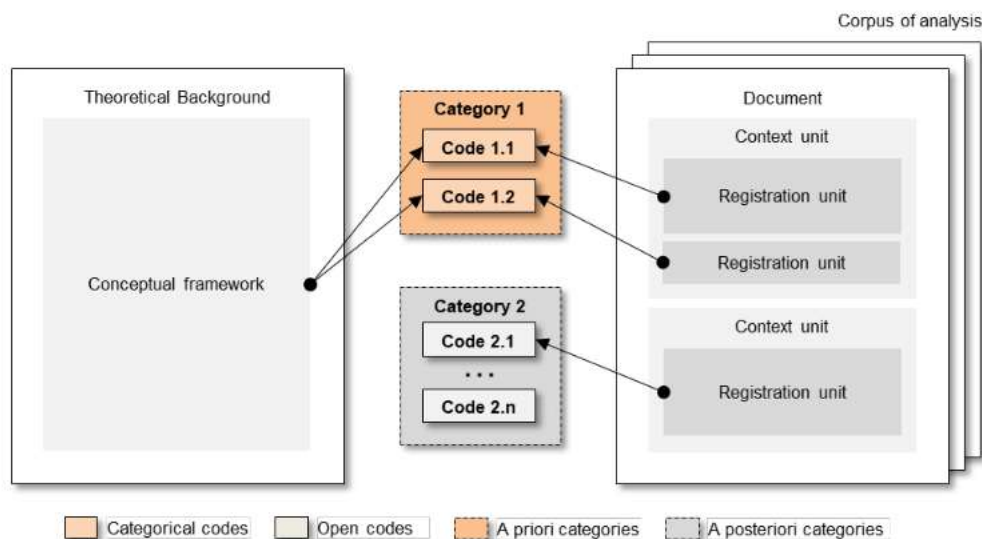 Corpus of analysis
Theoretical Background
Conceptual framework
Category 1
Code 1.1
Code 1.2
Category 2
Code 2.1
...
Code 2.n
Document
Context unit
Registration unit
Registration unit
Context unit
Registration unit
Categorical codes
Open codes
A priori categories
A posteriori categories